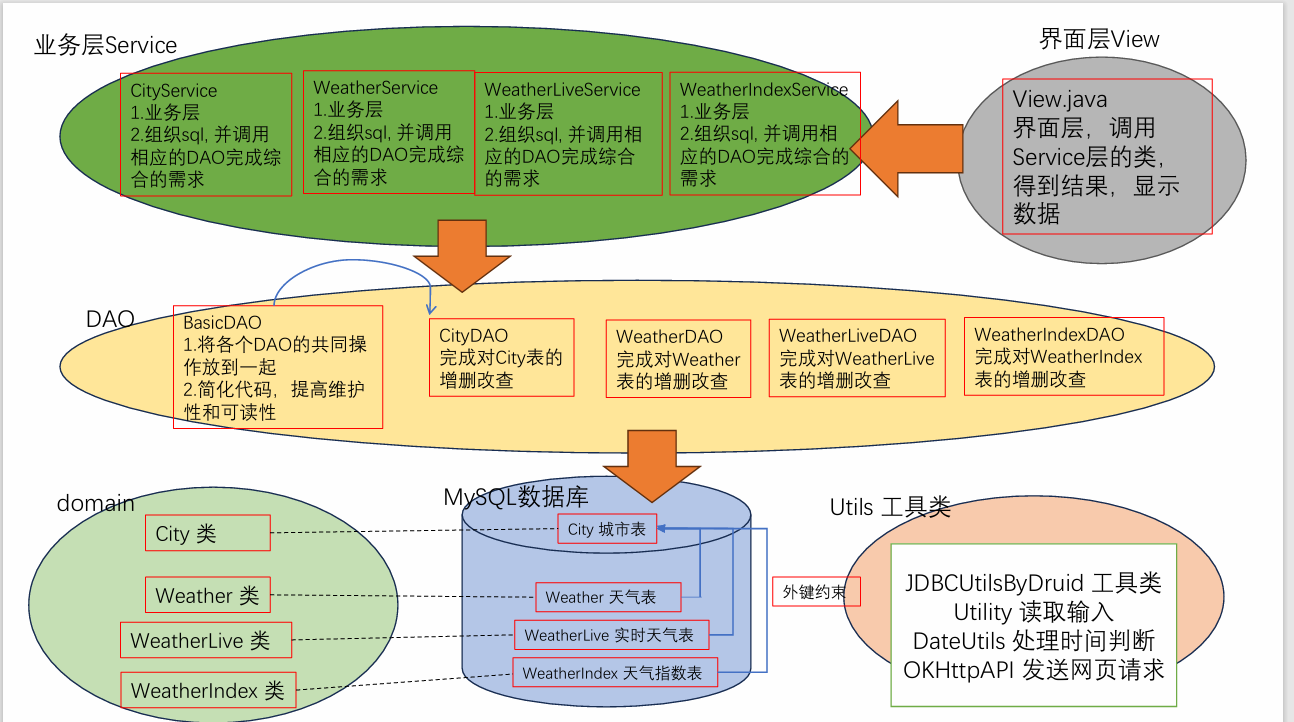 业务层Service
CityService
1.业务层
2.组织sql, 并调用
相应的DAO完成综
合的需求
WeatherService
1.业务层
2.组织sql, 并调用
相应的DAO完成综
合的需求
WeatherLiveService
1.业务层
2.组织sql, 并调用相
应的DAO完成综合
的需求
WeatherIndexService
1.业务层
2.组织sql, 并调用相
应的DAO完成综合的
需求
界面层View
View.java
界面层，调用
Service层的类,
得到结果，显示
数据
DAO
BasicDAO
1.将各个DAO的共同操
作放到一起
2.简化代码，提高维护
性和可读性
CityDAO
完成对City表的
增删改查
WeatherDAO
完成对Weather
表的增删改查
WeatherLiveDAO
完成对WeatherLive
表的增删改查
WeatherIndexDAO
完成对WeatherIndex
表的增删改查
domain
City 类
Weather 类
WeatherLive 类
WeatherIndex 类
MySQL数据库
City 城市表
Weather 天气表
WeatherLive 实时天气表
WeatherIndex 天气指数表
外键约束
Utils 工具类
JDBCUtilsByDruid 工具类
Utility 读取输入
DateUtils 处理时间判断
OKHttpAPI 发送网页请求